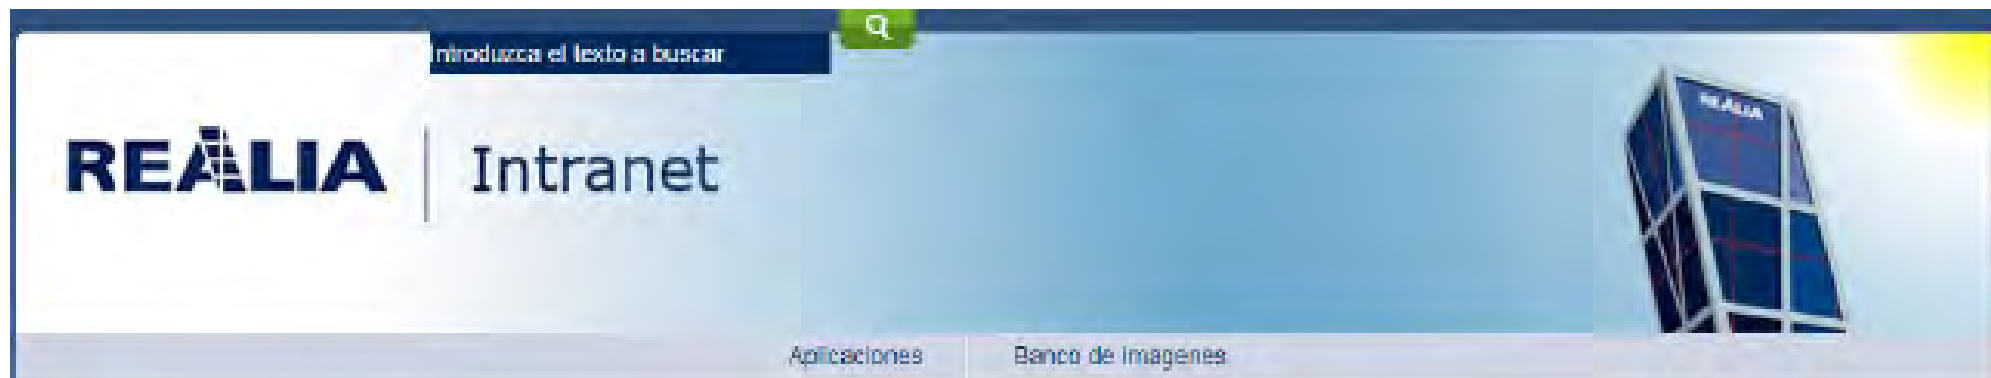 Introduzca el texto a buscar
REALIA
REALIA | Intranet
Aplicaciones
Banco de imagenes